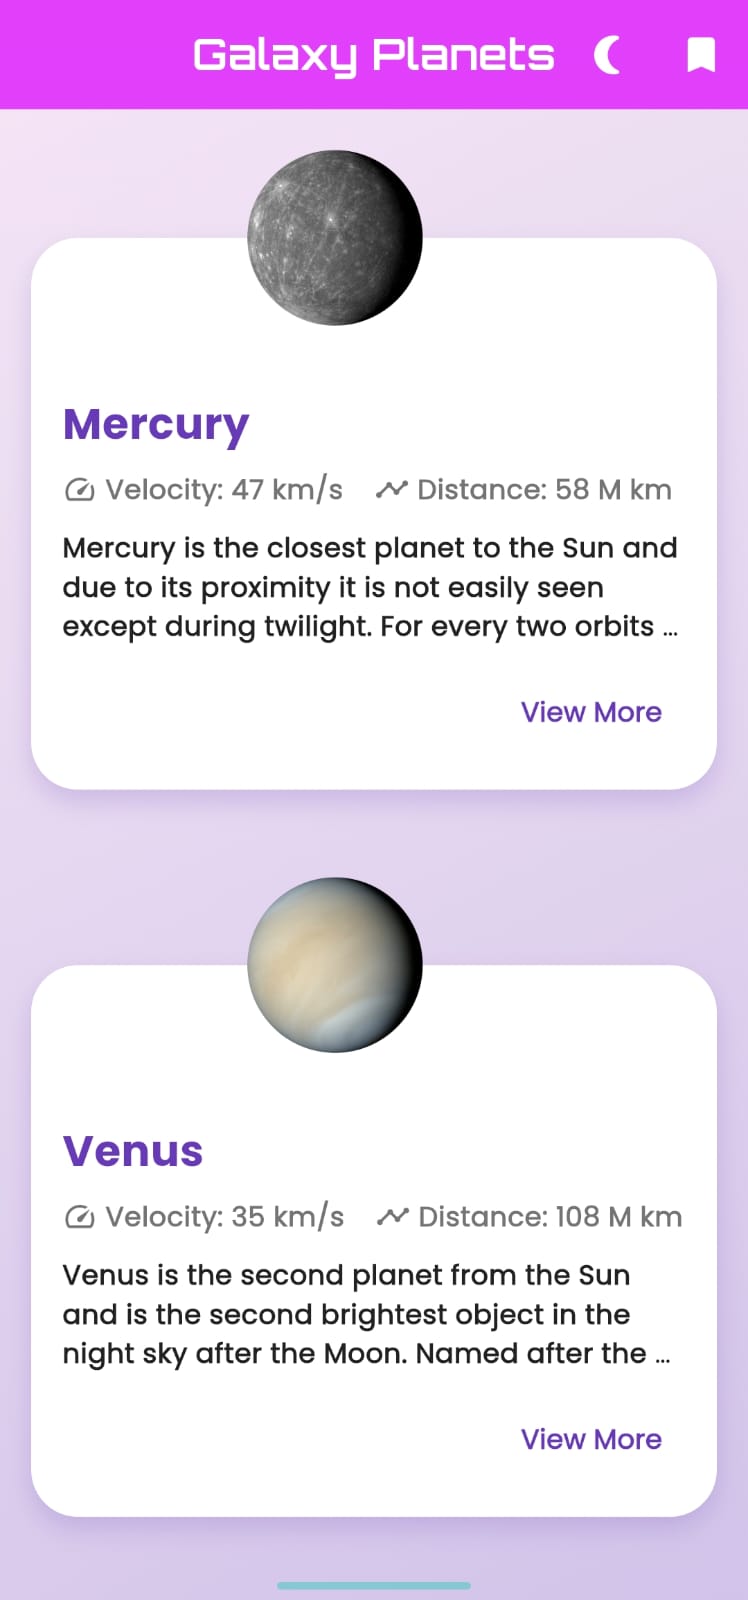 Galaxy Planets
Mercury
Velocity: 47 km/s Distance: 58 M km
Mercury is the closest planet to the Sun and
due to its proximity it is not easily seen
except during twilight. For every two orbits ...
View More
Venus
Velocity: 35 km/s Distance: 108 M km
Venus is the second planet from the Sun
and is the second brightest object in the
night sky after the Moon. Named after the ...
View More